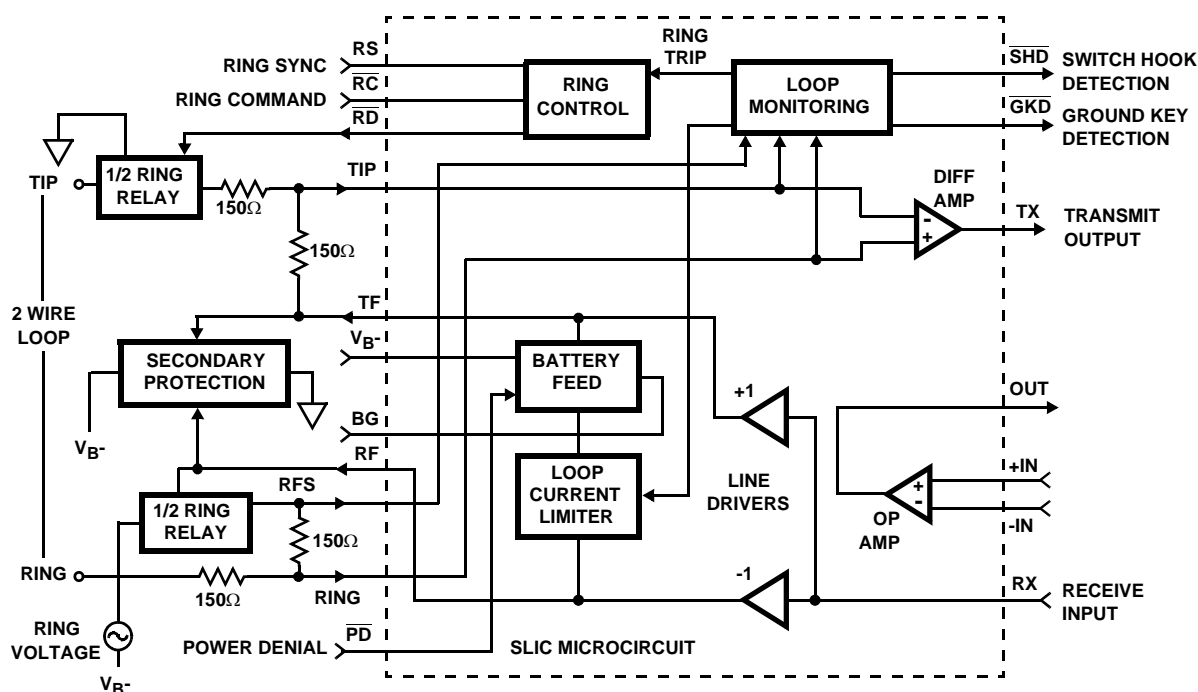 RS
RING SYNC
RC
RING COMMAND
RD
RING
TRIP
RING
CONTROL
LOOP
MONITORING
SHD
SWITCH HOOK
DETECTION
GKD
GROUND KEY
DETECTION
TIP
1/2 RING
RELAY
150Ω
TIP
150Ω
DIFF
AMP
-
+
TX
TRANSMIT
OUTPUT
2 WIRE
LOOP
SECONDARY
PROTECTION
VB-
TF
VB-
BATTERY
FEED
BG
RF
+1
LINE
DRIVERS
OUT
+IN
+
-
-IN
OP
AMP
LOOP
CURRENT
LIMITER
RFS
1/2 RING
RELAY
150Ω
RING
150Ω
RING
-1
RX
RECEIVE
INPUT
RING
VOLTAGE
VB-
POWER DENIAL
PD
SLIC MICROCIRCUIT